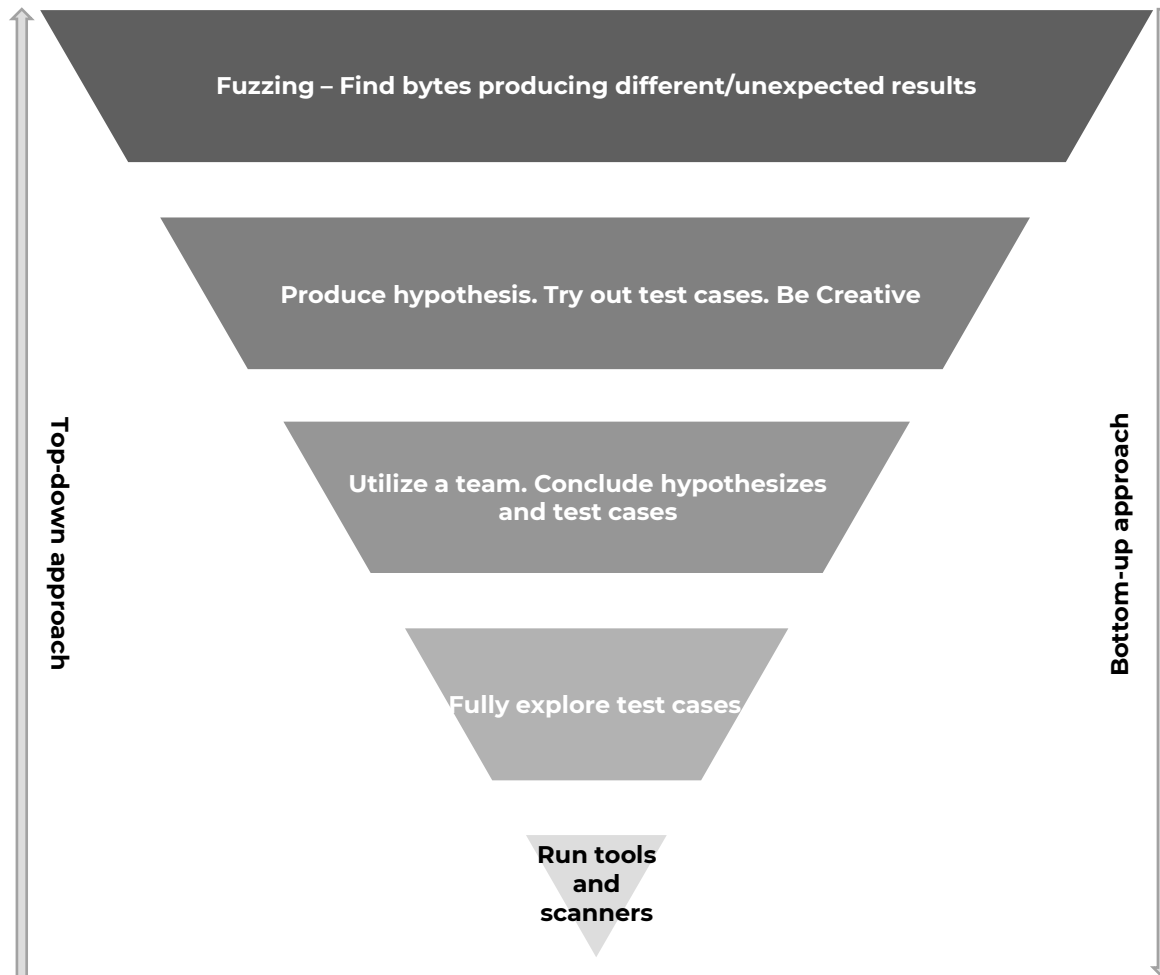 Fuzzing – Find bytes producing different/unexpected results
Produce hypothesis. Try out test cases. Be Creative
Top-down approach
Bottom-up approach
Utilize a team. Conclude hypothesizes
and test cases
Fully explore test cases
Run tools
and
scanners